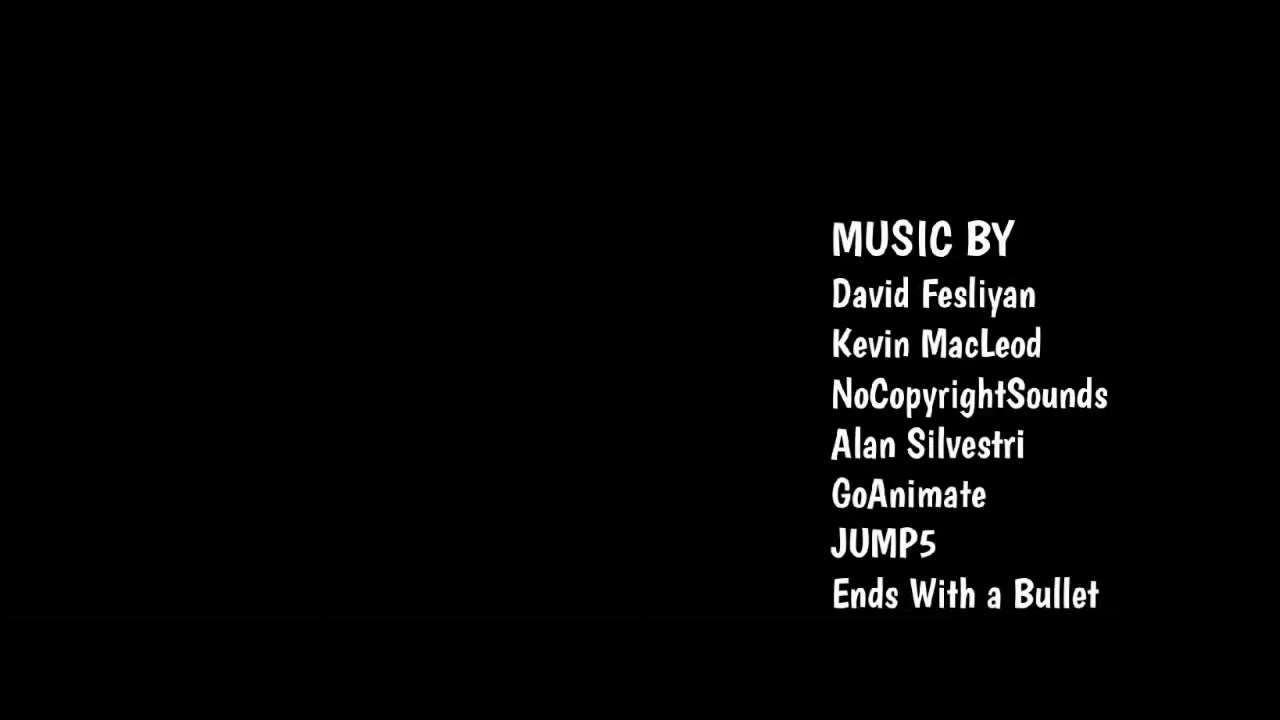 MUSIC BY
David Fesliyan
Kevin MacLeod
NoCopyrightSounds
Alan Silvestri
GoAnimate
JUMP5
Ends With a Bullet